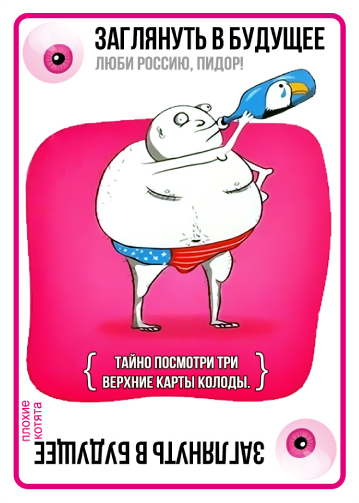 ЗАГЛЯНУТЬ В БУДУЩЕЕ
ЛЮБИ РОССИЮ, ПИДОР!
{ ТАЙНО ПОСМОТРИ ТРИ
ВЕРХНИЕ КАРТЫ КОЛОДЫ. }
ПЛОХИЕ
КОТЯТА
ЗАГЛЯНУТЬ В БУДУЩЕЕ